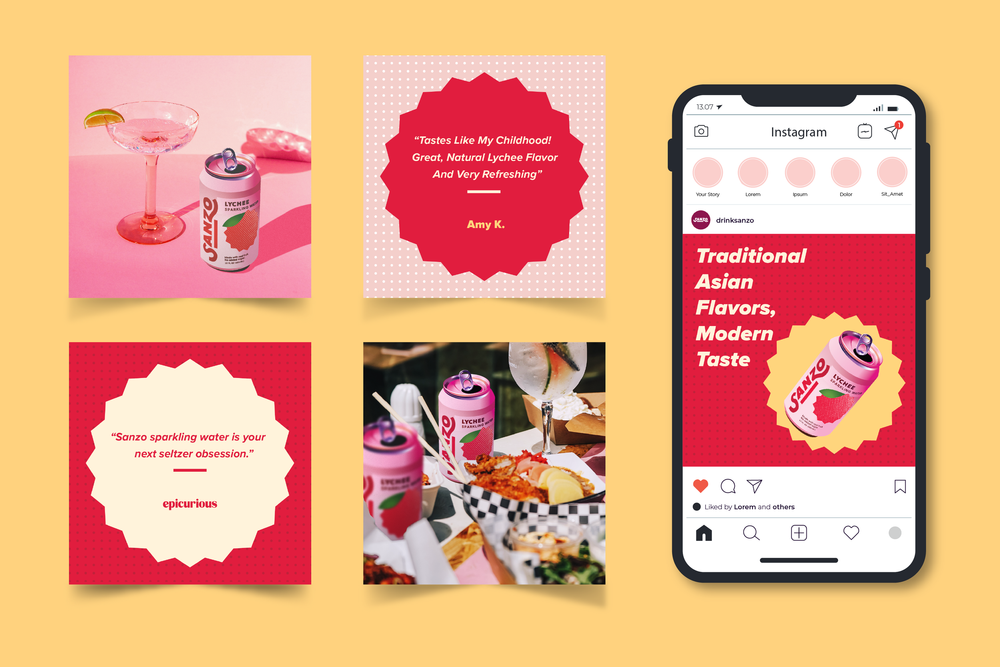 SANZO
LYCHEE
SPARKLING WATER
“Tastes Like My Childhood!
Great, Natural Lychee Flavor
And Very Refreshing”
Amy K.
“Sanzo sparkling water is your
next seltzer obsession.”
epicurious
SANZO
LYCHEE
SANZO
13.07
Instagram
1
Your Story
Lorem
Ipsum
Dolor
Sit_Amet
SANZO
drinksanzo
Traditional
Asian
Flavors,
Modern
Taste
SANZO
LYCHEE
Liked by Lorem and others